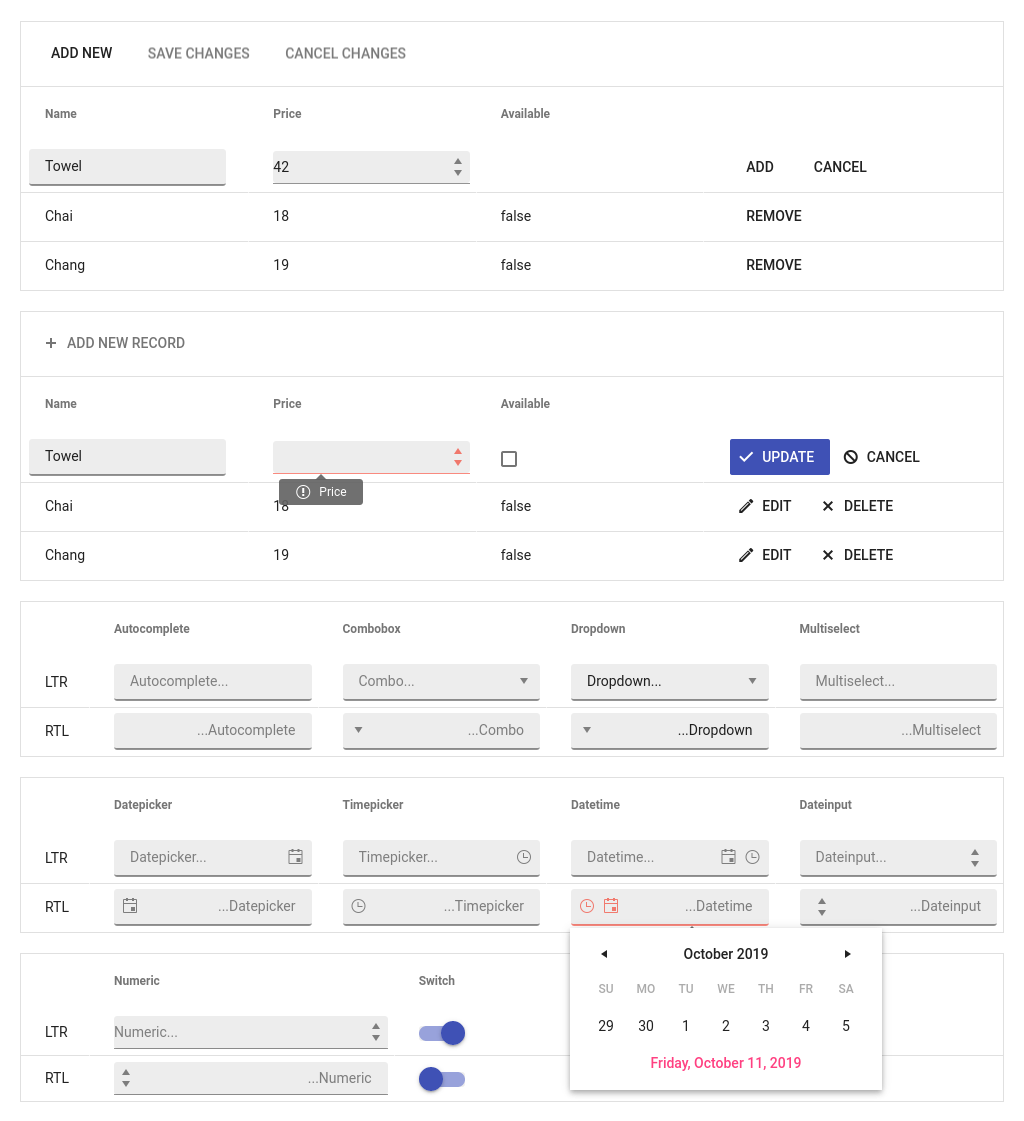 ADD NEW SAVE CHANGES CANCEL CHANGES
Name Price Available
Towel 42 ADD CANCEL
Chai 18 false REMOVE
Chang 19 false REMOVE
ADD NEW RECORD
Name Price Available
Towel UPDATE CANCEL
Price
Chai 18 false EDIT DELETE
Chang 19 false EDIT DELETE
Autocomplete Combobox Dropdown Multiselect
LTR Autocomplete... Combo... Dropdown... Multiselect...
RTL ...Autocomplete ...Combo ...Dropdown ...Multiselect
Datepicker Timepicker Datetime Dateinput
LTR Datepicker... Timepicker... Datetime... Dateinput...
RTL ...Datepicker ...Timepicker ...Datetime ...Dateinput
October 2019
SU MO TU WE TH FR SA
29 30 1 2 3 4 5
Friday, October 11, 2019
Numeric Switch
LTR Numeric...
RTL ...Numeric